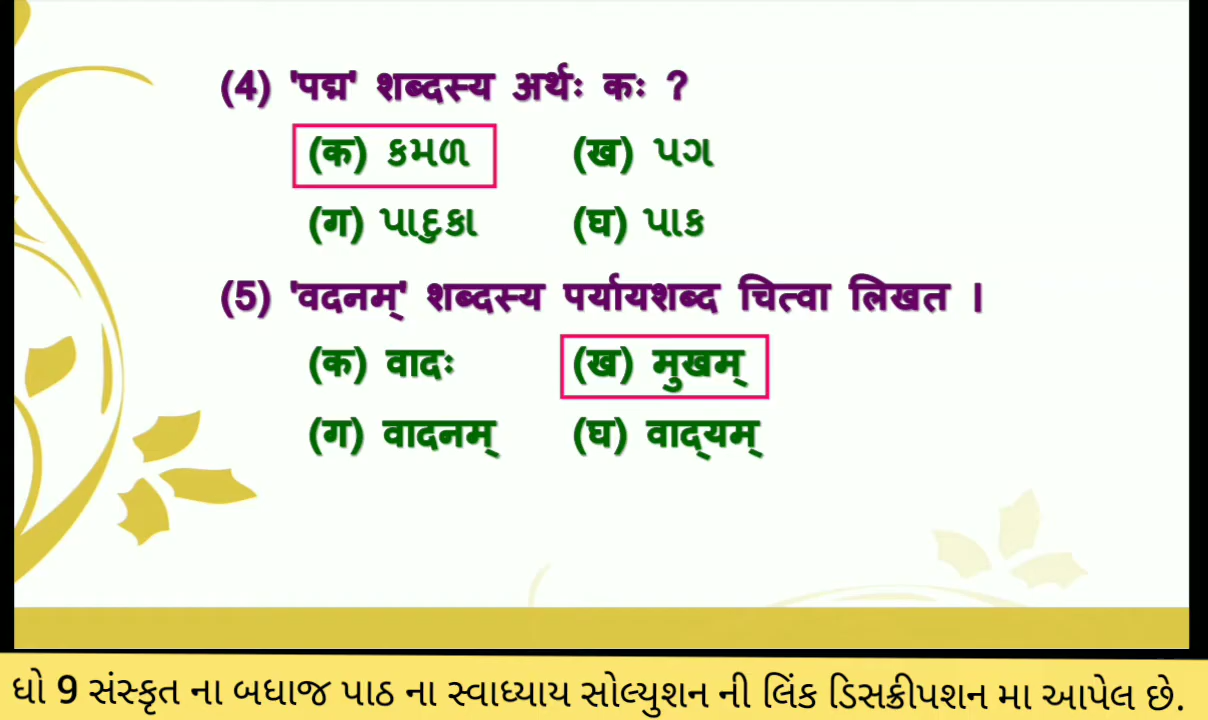 (4) 'पद्म' शब्दस्य अर्थः कः ?
(क) કમળ (ख) પગ
(ग) પાદુકા (घ) પાક
(5) 'वदनम्' शब्दस्य पर्यायशब्द चित्वा लिखत ।
(क) वादः (ख) मुखम्
(ग) वादनम् (घ) वाद्‌यम्
ધો 9 સંસ્કૃત ના બધાજ પાઠ ના સ્વાધ્યાય સોલ્યુશન ની લિંક ડિસક્રીપશન મા આપેલ છે.